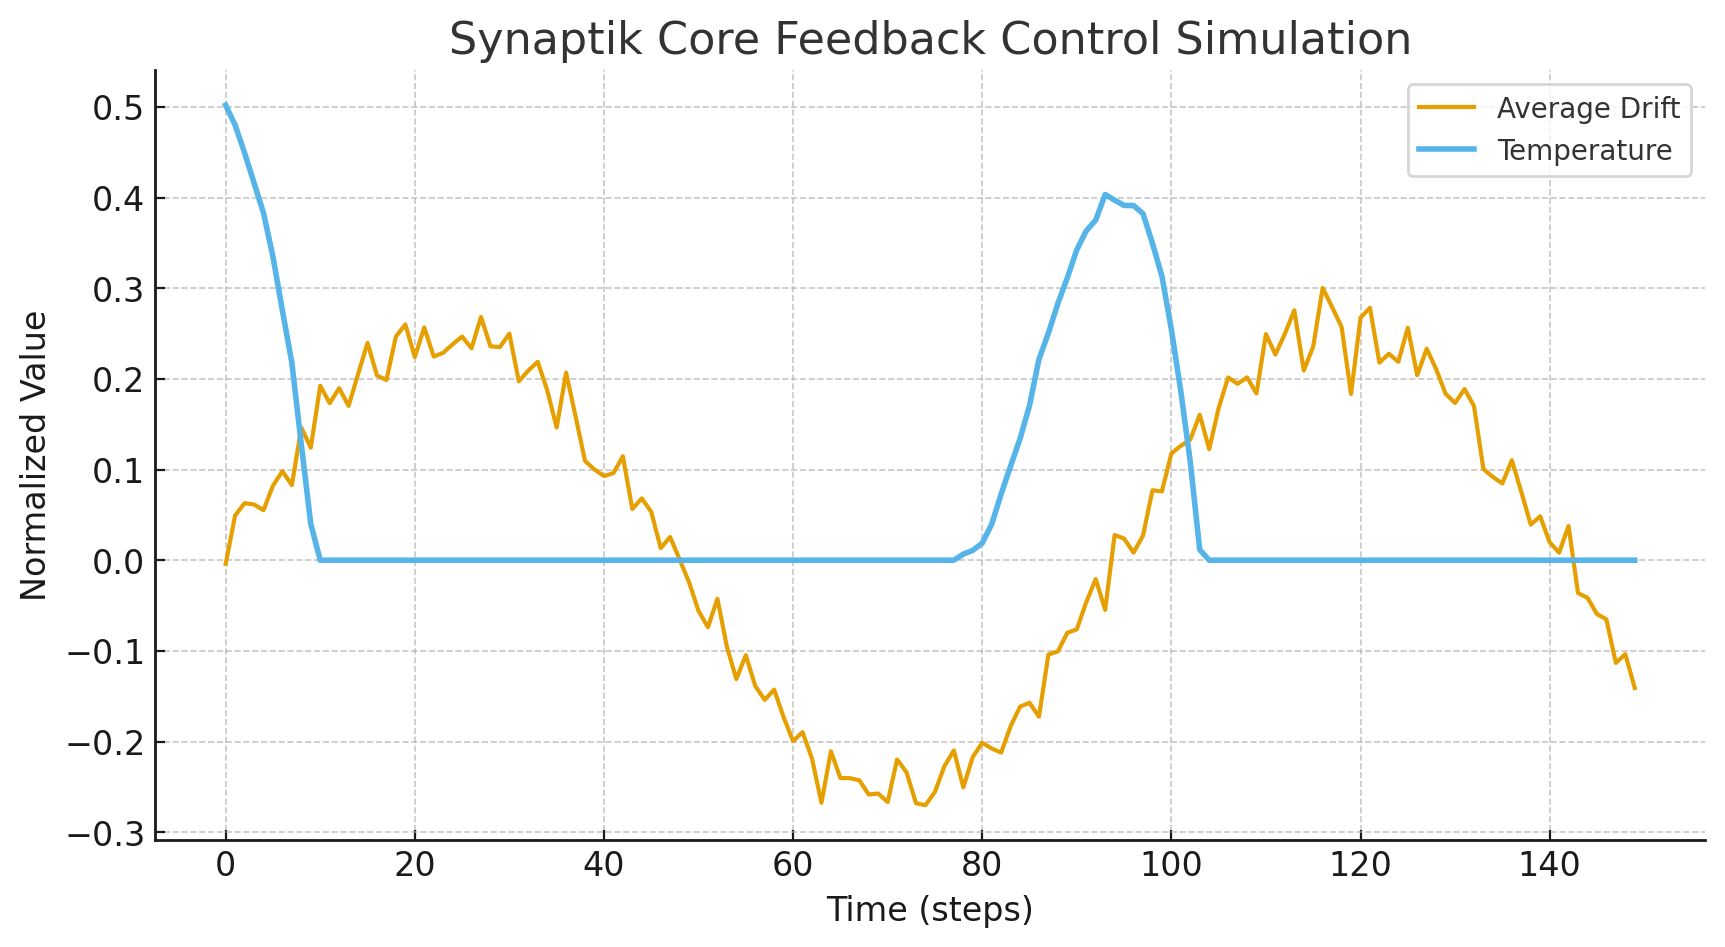 Synaptik Core Feedback Control Simulation
Average Drift
Temperature
Normalized Value
0.5
0.4
0.3
0.2
0.1
0.0
−0.1
−0.2
−0.3
0 20 40 60 80 100 120 140
Time (steps)